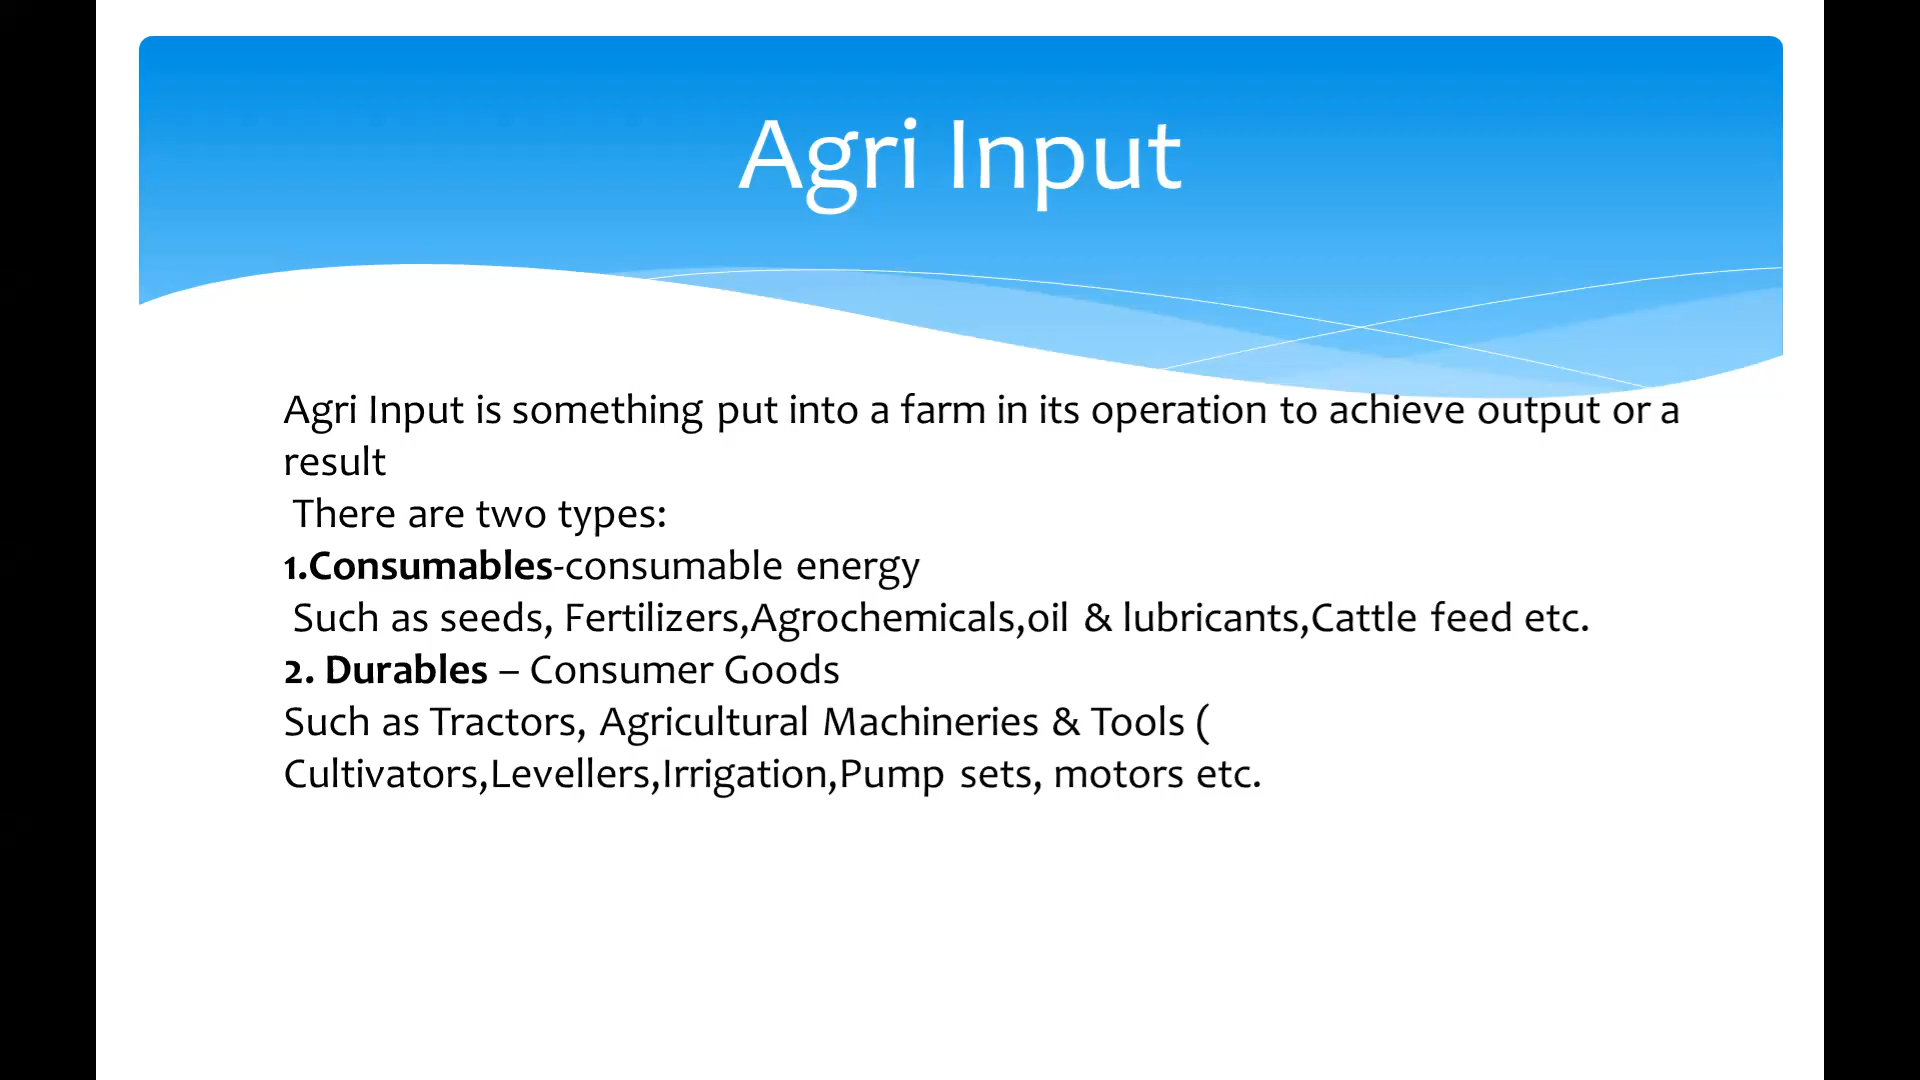 Agri Input
Agri Input is something put into a farm in its operation to achieve output or a
result
There are two types:
1.Consumables-consumable energy
Such as seeds, Fertilizers,Agrochemicals,oil & lubricants,Cattle feed etc.
2. Durables – Consumer Goods
Such as Tractors, Agricultural Machineries & Tools (
Cultivators,Levellers,Irrigation,Pump sets, motors etc.